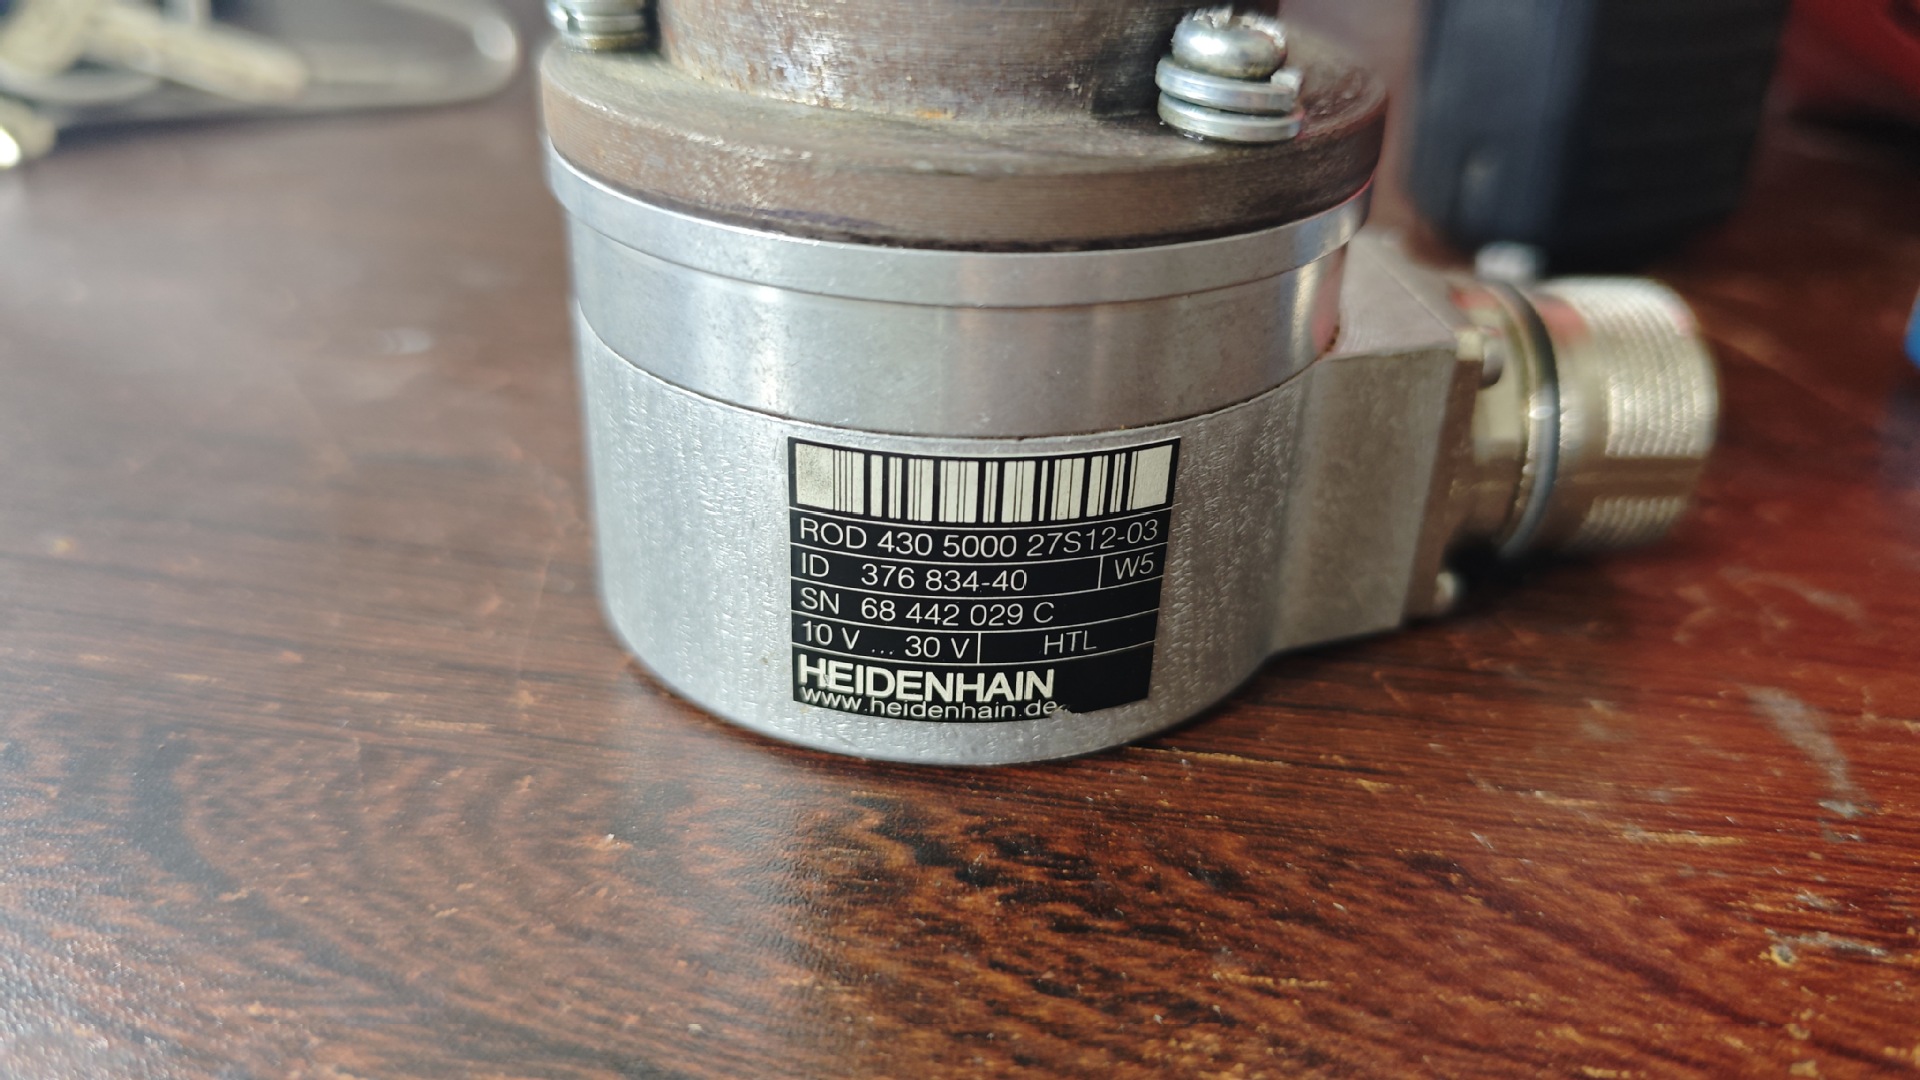 ROD 430 5000 27S12-03
ID 376 834-40 W5
SN 68 442 029 C
10 V ... 30 V HTL
HEIDENHAIN
www.heidenhain.de